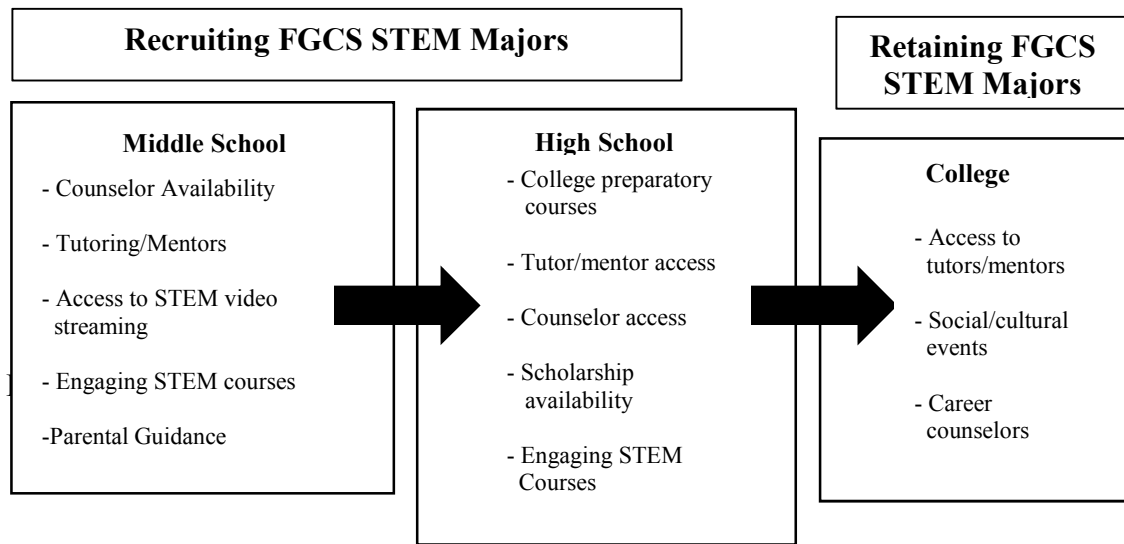 Recruiting FGCS STEM Majors
Retaining FGCS
STEM Majors
Middle School
- Counselor Availability
- Tutoring/Mentors
- Access to STEM video
streaming
- Engaging STEM courses
-Parental Guidance
High School
- College preparatory
courses
- Tutor/mentor access
- Counselor access
- Scholarship
availability
- Engaging STEM
Courses
College
- Access to
tutors/mentors
- Social/cultural
events
- Career
counselors